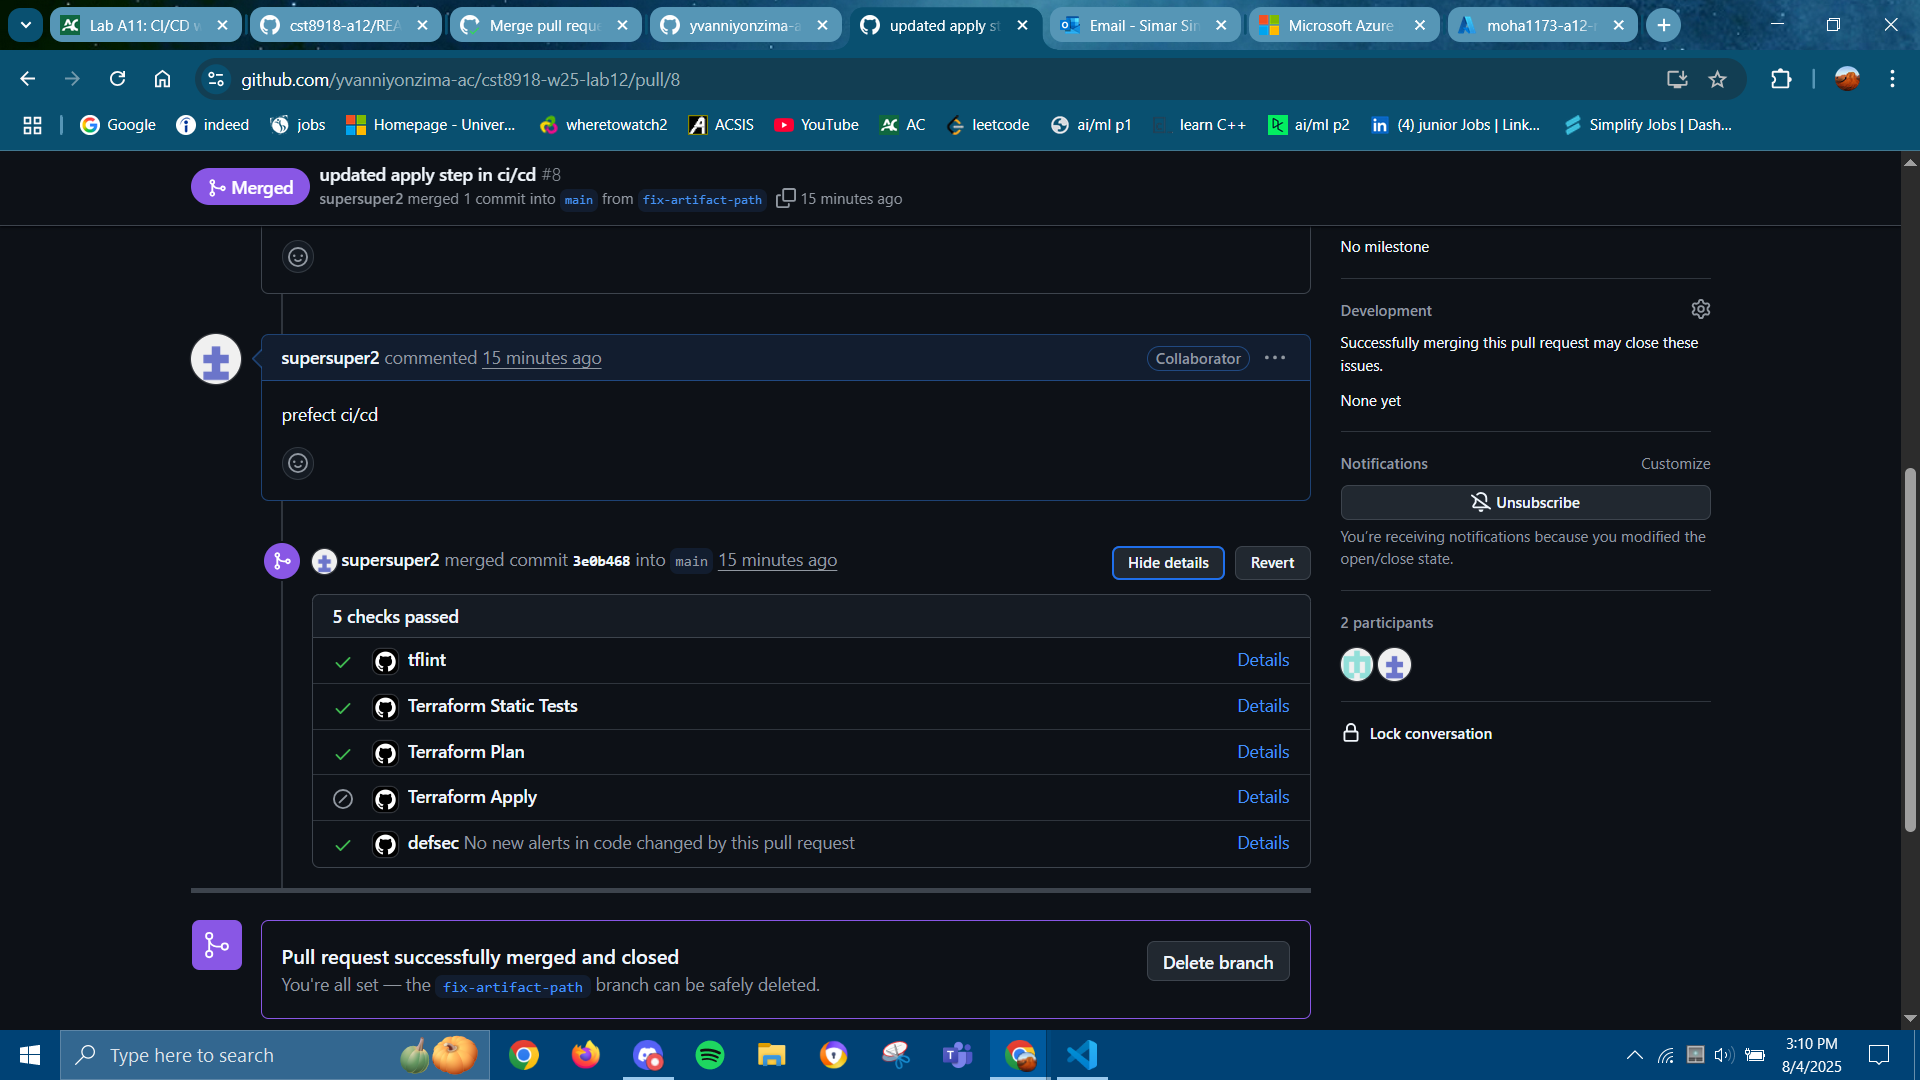 Lab A11: CI/CD w
cst8918-a12/REA
Merge pull reque
yvanniyonzima-a
updated apply st
Email - Simar Sin
Microsoft Azure
moha1173-a12-r
github.com/yvanniyonzima-ac/cst8918-w25-lab12/pull/8
Google
indeed
jobs
Homepage - Univer...
wheretowatch2
ACSIS
YouTube
AC
leetcode
ai/ml p1
learn C++
ai/ml p2
(4) junior Jobs | Link...
Simplify Jobs | Dash...
Merged
updated apply step in ci/cd #8
supersuper2 merged 1 commit into main from fix-artifact-path 15 minutes ago
supersuper2 commented 15 minutes ago
Collaborator
prefect ci/cd
supersuper2 merged commit 3e0b468 into main 15 minutes ago
Hide details
Revert
5 checks passed
tflint
Details
Terraform Static Tests
Details
Terraform Plan
Details
Terraform Apply
Details
defsec No new alerts in code changed by this pull request
Details
Pull request successfully merged and closed
You're all set — the fix-artifact-path branch can be safely deleted.
Delete branch
No milestone
Development
Successfully merging this pull request may close these
issues.
None yet
Notifications
Customize
Unsubscribe
You're receiving notifications because you modified the
open/close state.
2 participants
Lock conversation
Type here to search
3:10 PM
8/4/2025